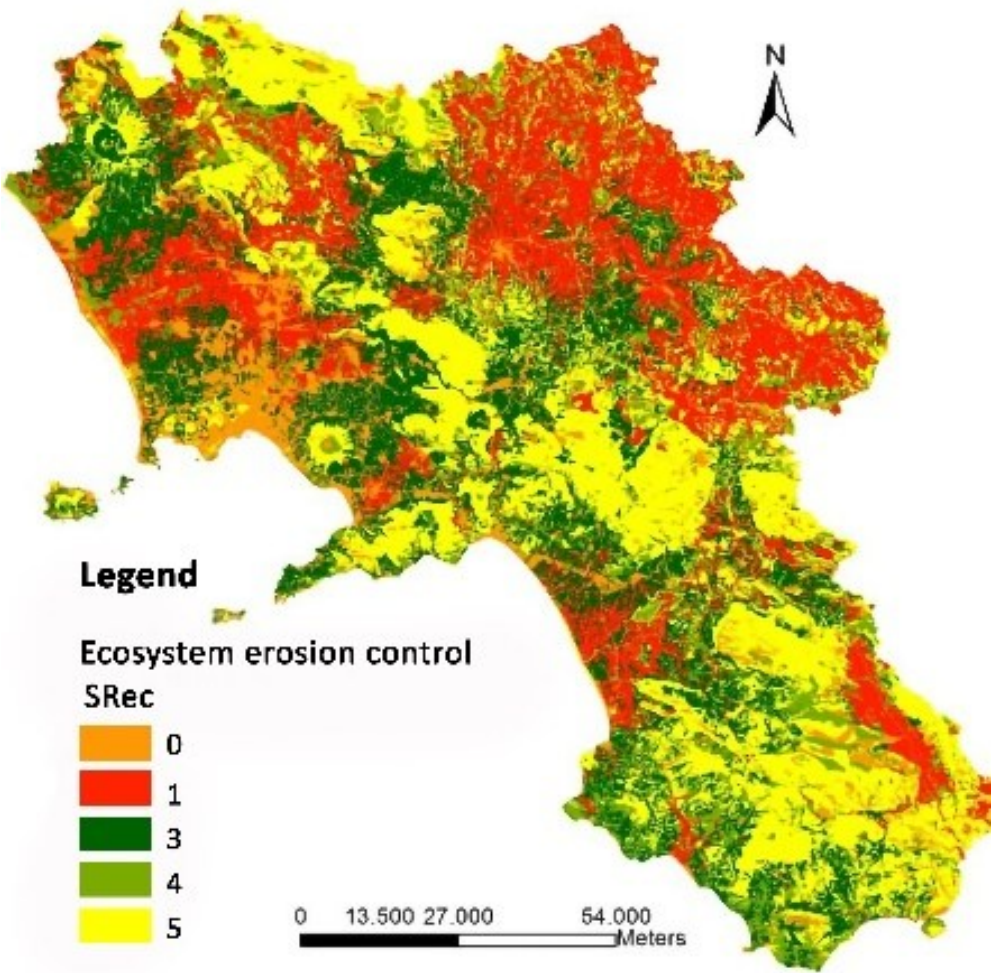 N
Legend
Ecosystem erosion control
SRec
0
1
3
4
5
0 13.500 27.000 54.000
Meters